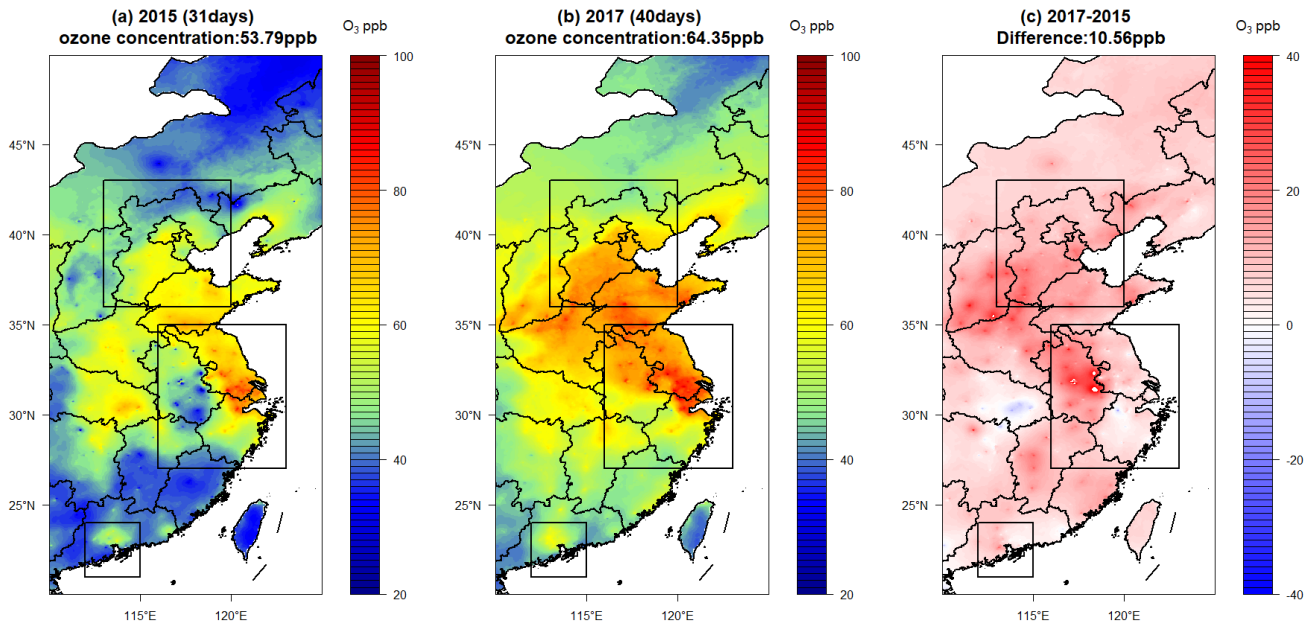 (a) 2015 (31days)
ozone concentration:53.79ppb
O₃ ppb
100
80
60
40
20
45°N
40°N
35°N
30°N
25°N
115°E
120°E
(b) 2017 (40days)
ozone concentration:64.35ppb
O₃ ppb
100
80
60
40
20
45°N
40°N
35°N
30°N
25°N
115°E
120°E
(c) 2017-2015
Difference:10.56ppb
O₃ ppb
40
20
0
-20
-40
45°N
40°N
35°N
30°N
25°N
115°E
120°E